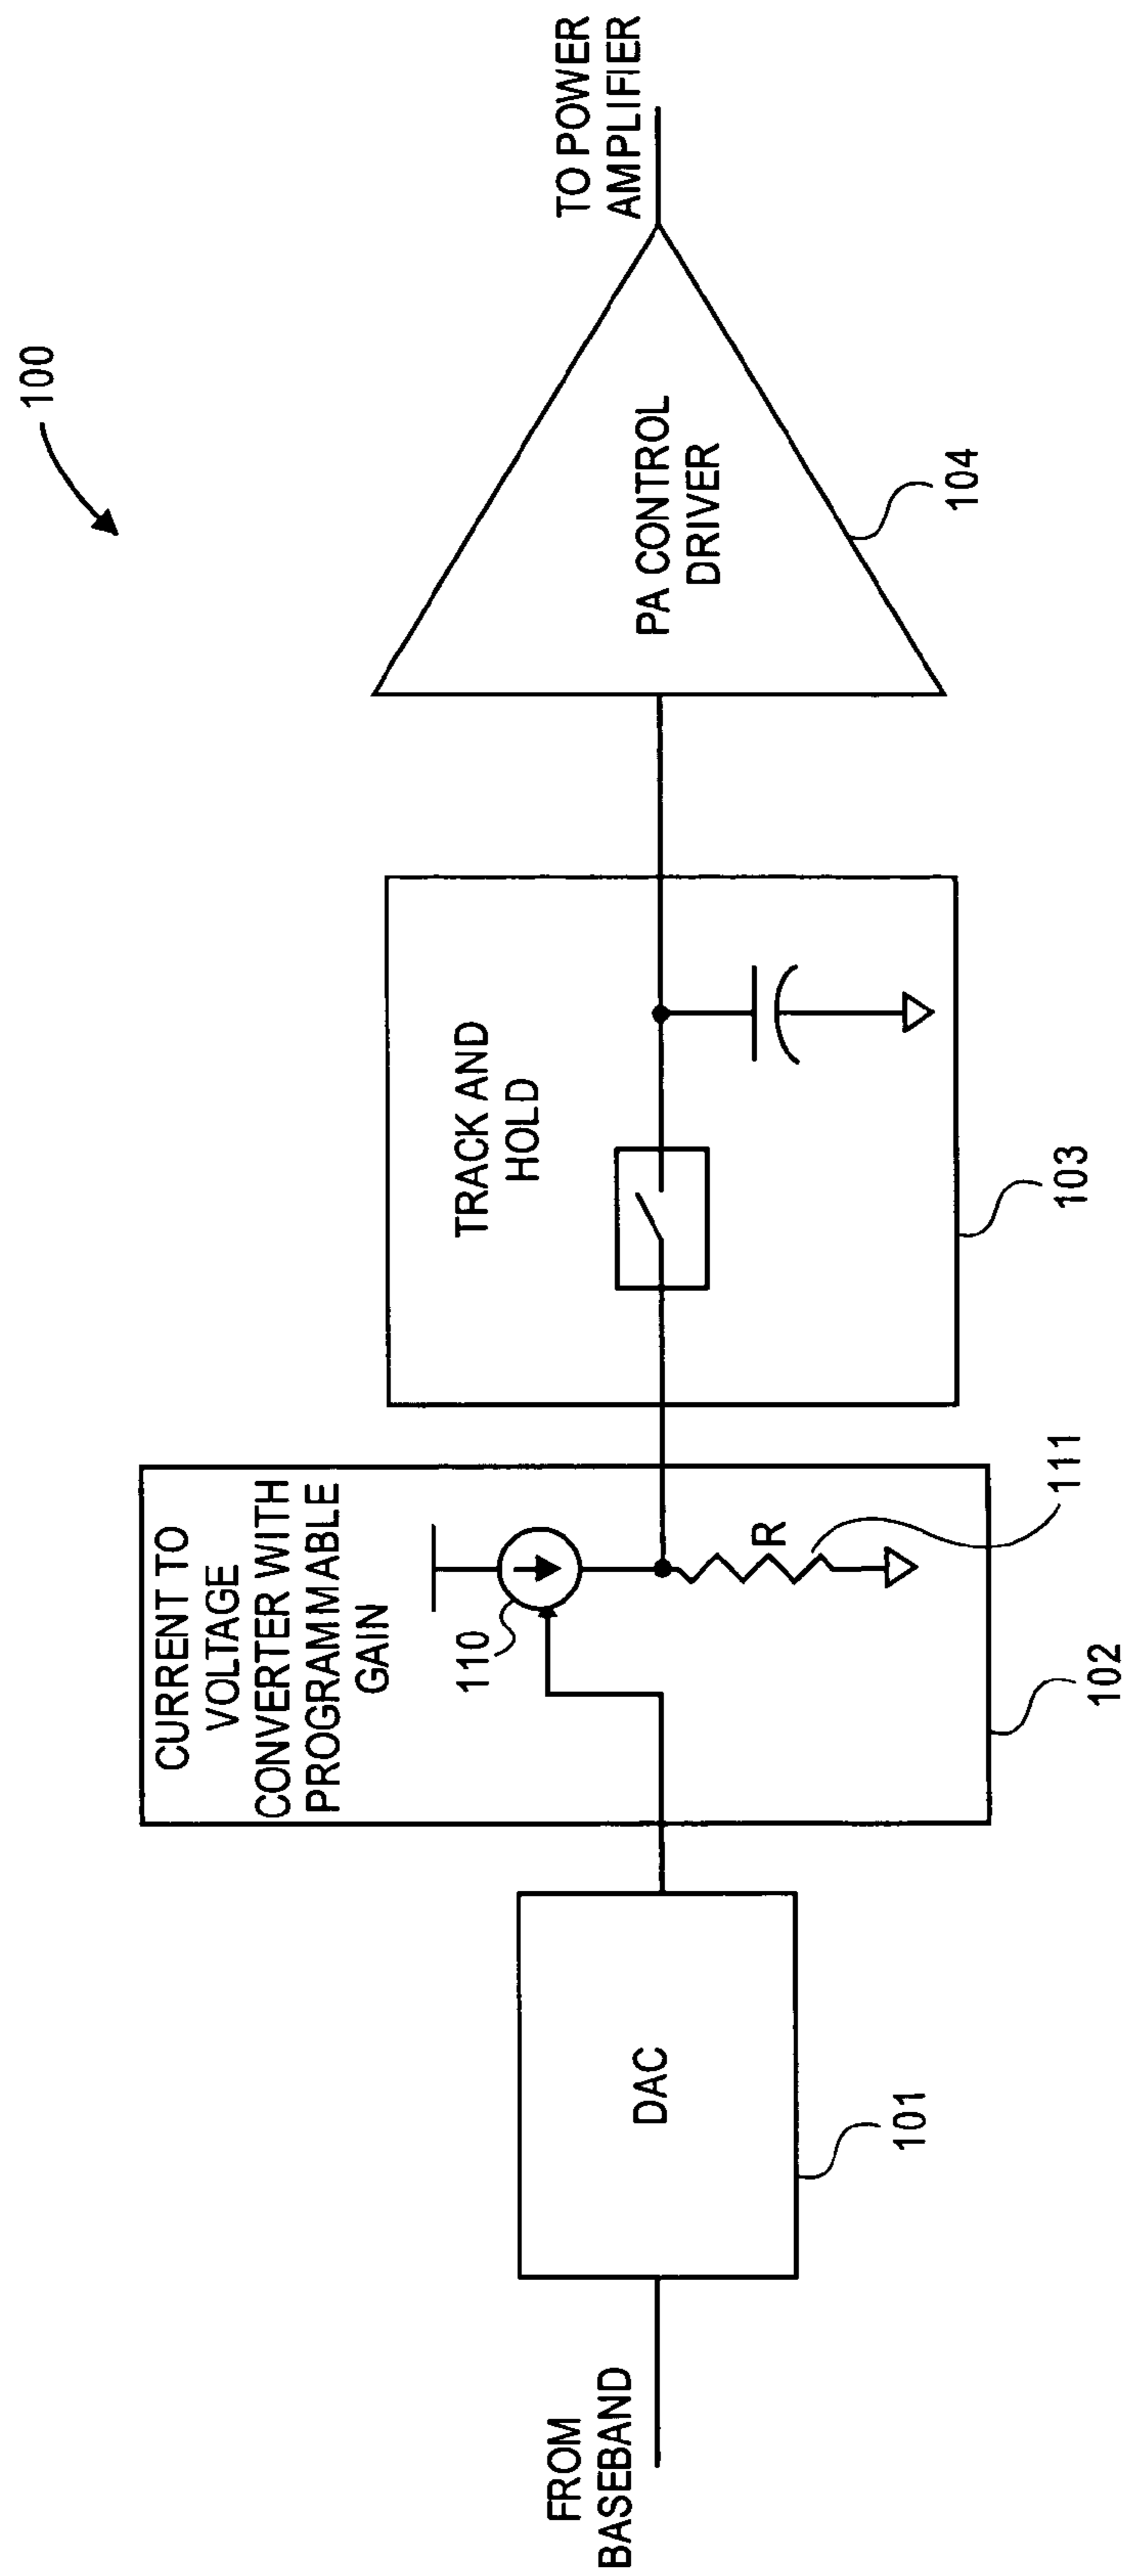 100
FROM
BASEBAND
DAC
101
CURRENT TO
VOLTAGE
CONVERTER WITH
PROGRAMMABLE
GAIN
110
R
111
102
TRACK AND
HOLD
103
PA CONTROL
DRIVER
104
TO POWER
AMPLIFIER